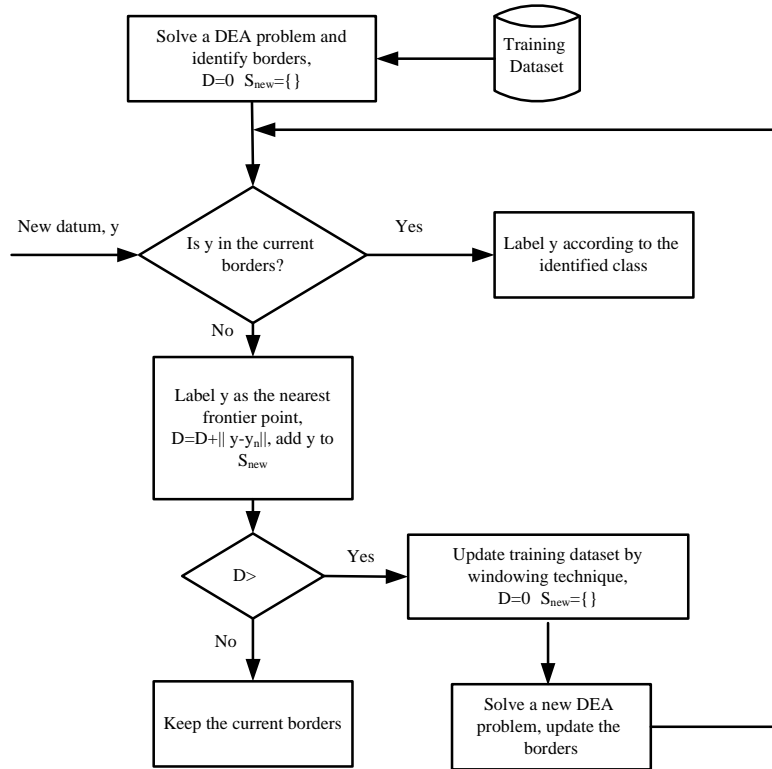 Solve a DEA problem and
identify borders,
D=0 Snew={}
Training
Dataset
New datum, y
Is y in the current
borders?
Yes
Label y according to the
identified class
No
Label y as the nearest
frontier point,
D=D+|| y-yn||, add y to
Snew
D>
Yes
Update training dataset by
windowing technique,
D=0 Snew={}
No
Keep the current borders
Solve a new DEA
problem, update the
borders